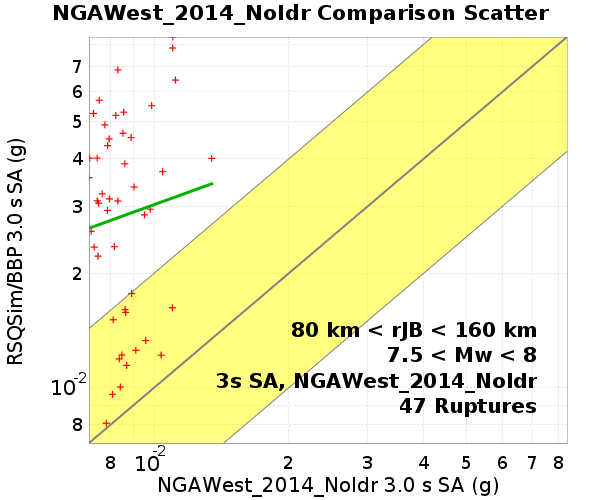 NGAWest_2014_NoIdr Comparison Scatter
RSQSim/BBP 3.0 s SA (g)
7
6
5
4
3
2
10-2
8
80 km < rJB < 160 km
7.5 < Mw < 8
3s SA, NGAWest_2014_NoIdr
47 Ruptures
8 10-2 2 3 4 5 6 7 8
NGAWest_2014_NoIdr 3.0 s SA (g)